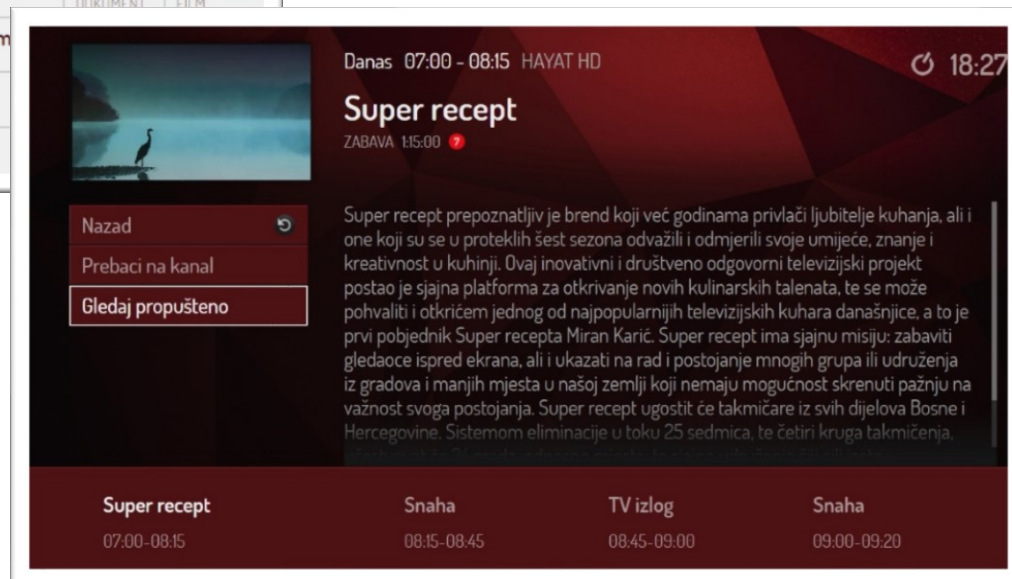 DOKUMENT FILM
m
Danas 07:00 - 08:15 HAYAT HD
18:27
Super recept
ZABAVA 1:15:00 7
Nazad
Prebaci na kanal
Gledaj propušteno
Super recept prepoznatljiv je brend koji već godinama privlači ljubitelje kuhanja, ali i
one koji su se u proteklih šest sezona odvažili i odmjerili svoje umijeće, znanje i
kreativnost u kuhinji. Ovaj inovativni i društveno odgovorni televizijski projekt
postao je sjajna platforma za otkrivanje novih kulinarskih talenata, te se može
pohvaliti i otkrićem jednog od najpopularnijih televizijskih kuhara današnjice, a to je
prvi pobjednik Super recepta Miran Karić. Super recept ima sjajnu misiju: zabaviti
gledaoce ispred ekrana, ali i ukazati na rad i postojanje mnogih grupa ili udruženja
iz gradova i manjih mjesta u našoj zemlji koji nemaju mogućnost skrenuti pažnju na
važnost svoga postojanja. Super recept ugostit će takmičare iz svih dijelova Bosne i
Hercegovine. Sistemom eliminacije u toku 25 sedmica, te četiri kruga takmičenja,
Super recept
Snaha
TV izlog
Snaha
07:00-08:15
08:15-08:45
08:45-09:00
09:00-09:20